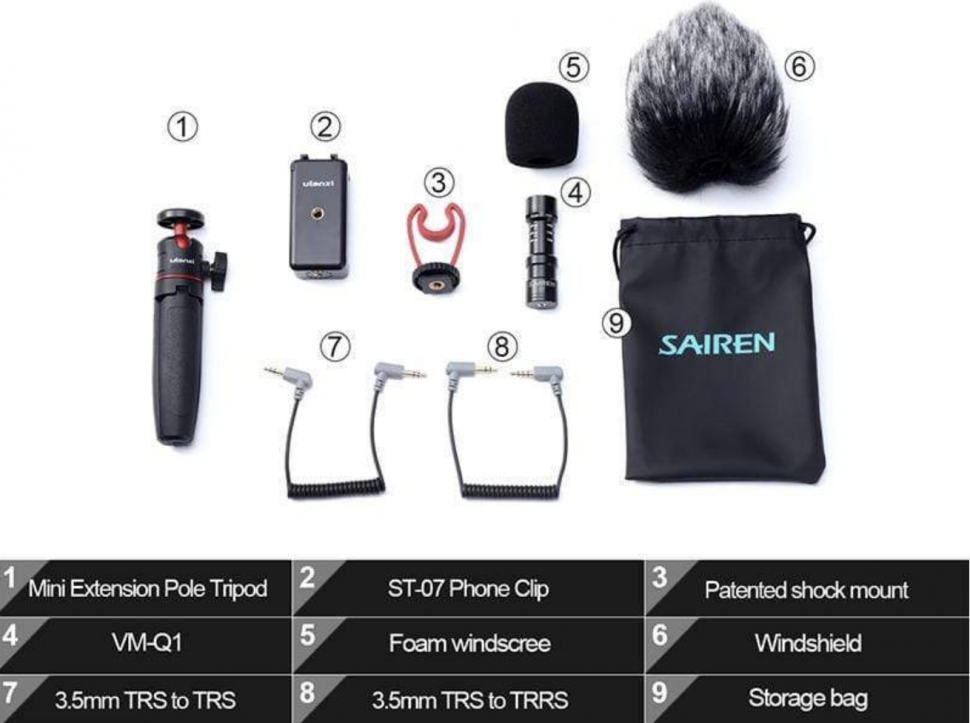 5
6
1
2
ulanzi
3
4
ulanzi
SAIREN
9
SAIREN
7
8
1 Mini Extension Pole Tripod 2 ST-07 Phone Clip 3 Patented shock mount
4 VM-Q1 5 Foam windscree 6 Windshield
7 3.5mm TRS to TRS 8 3.5mm TRS to TRRS 9 Storage bag